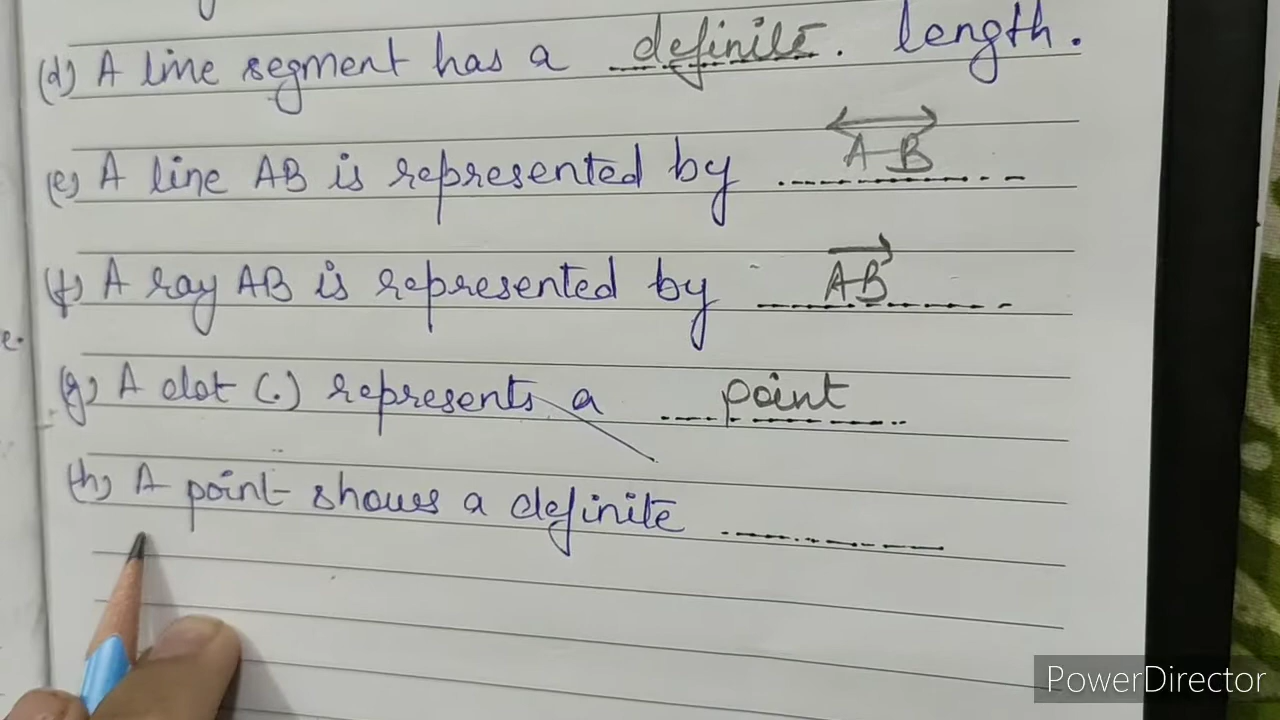 (d) A line segment has a definite. length.
(e) A line AB is represented by AB
(f) A ray AB is represented by AB
(g) A dot (.) represents a point
(h) A point shows a definite
PowerDirector